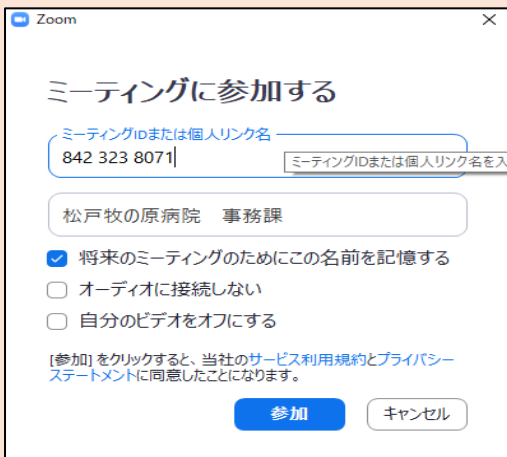 Zoom
ミーティングに参加する
ミーティングIDまたは個人リンク名
842 323 8071
ミーティングIDまたは個人リンク名を入
松戸牧の原病院　事務課
将来のミーティングのためにこの名前を記憶する
オーディオに接続しない
自分のビデオをオフにする
[参加] をクリックすると、当社のサービス利用規約とプライバシー
ステートメントに同意したことになります。
参加 キャンセル